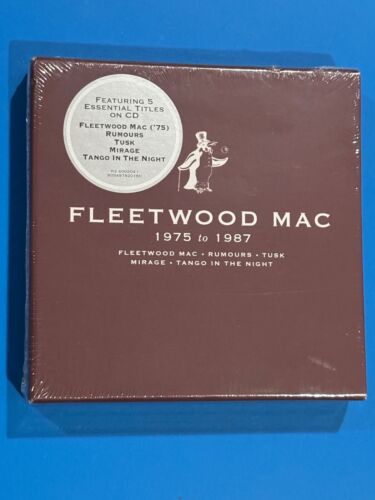 FEATURING 5
ESSENTIAL TITLES
ON CD
FLEETWOOD MAC ('75)
RUMOURS
TUSK
MIRAGE
TANGO IN THE NIGHT
FLEETWOOD MAC
1975 to 1987
FLEETWOOD MAC • RUMOURS • TUSK
MIRAGE • TANGO IN THE NIGHT